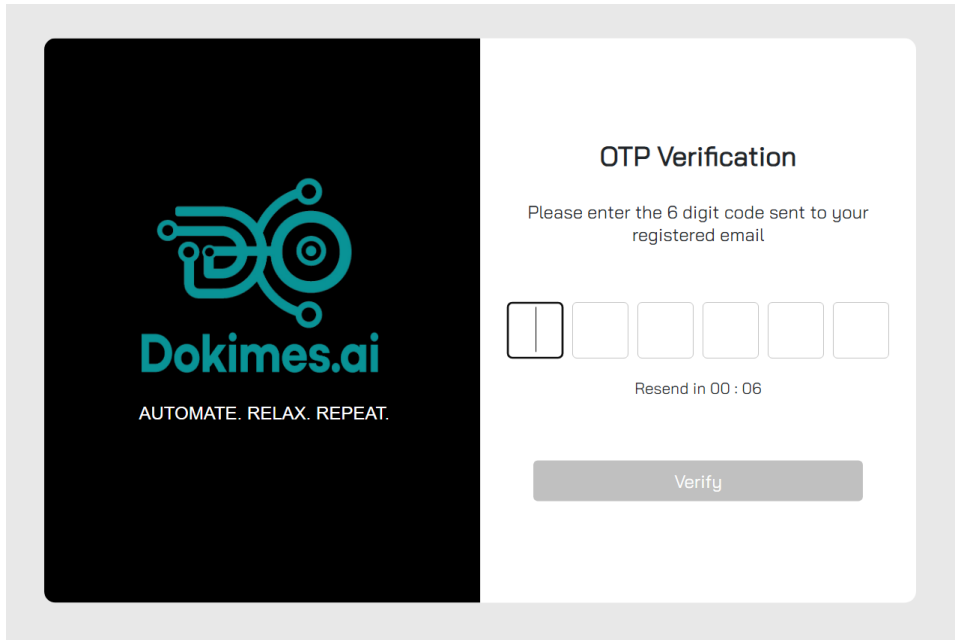 Dokimes.ai
AUTOMATE. RELAX. REPEAT.
OTP Verification
Please enter the 6 digit code sent to your
registered email
Resend in 00 : 06
Verify